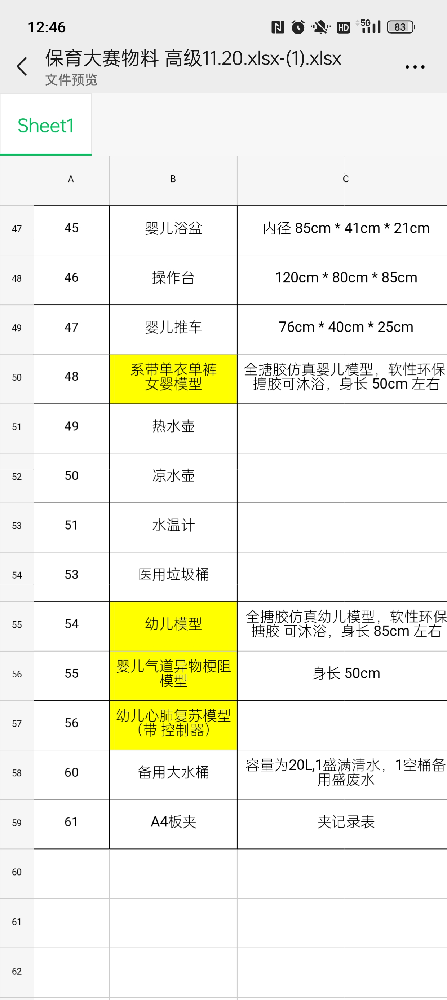 12:46
HD 5G 83
保育大赛物料 高级11.20.xlsx-(1).xlsx
文件预览
Sheet1
A B C
47 45 婴儿浴盆 内径 85cm * 41cm * 21cm
48 46 操作台 120cm * 80cm * 85cm
49 47 婴儿推车 76cm * 40cm * 25cm
50 48 系带单衣单裤
女婴模型 全搪胶仿真婴儿模型，软性环保
搪胶可沐浴，身长 50cm 左右
51 49 热水壶
52 50 凉水壶
53 51 水温计
54 53 医用垃圾桶
55 54 幼儿模型 全搪胶仿真幼儿模型，软性环保
搪胶 可沐浴，身长 85cm 左右
56 55 婴儿气道异物梗阻
模型 身长 50cm
57 56 幼儿心肺复苏模型
（带 控制器）
58 60 备用大水桶 容量为20L,1盛满清水，1空桶备
用盛废水
59 61 A4板夹 夹记录表
60
61
62